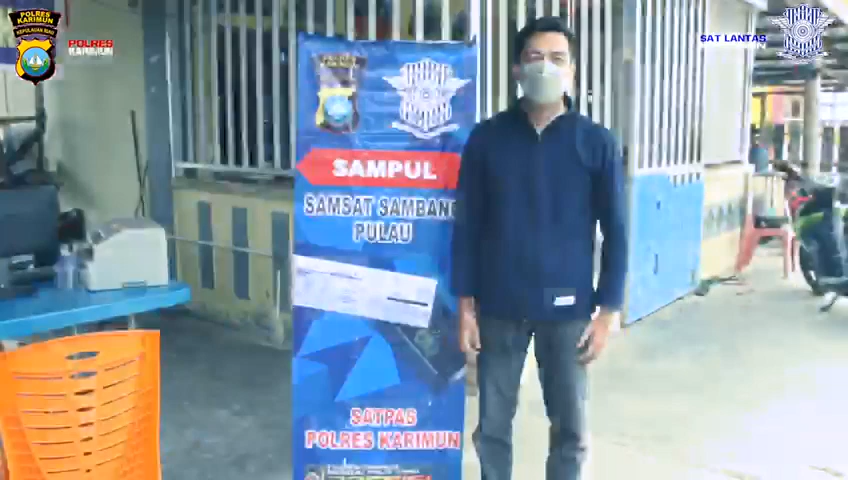 POLRES
KARIMUN
KEPULAUAN RIAU
POLRES
KARIMUN
SAT LANTAS
SAMPUL
SAMSAT SAMBANG
PULAU
SATPAS
POLRES KARIMUN